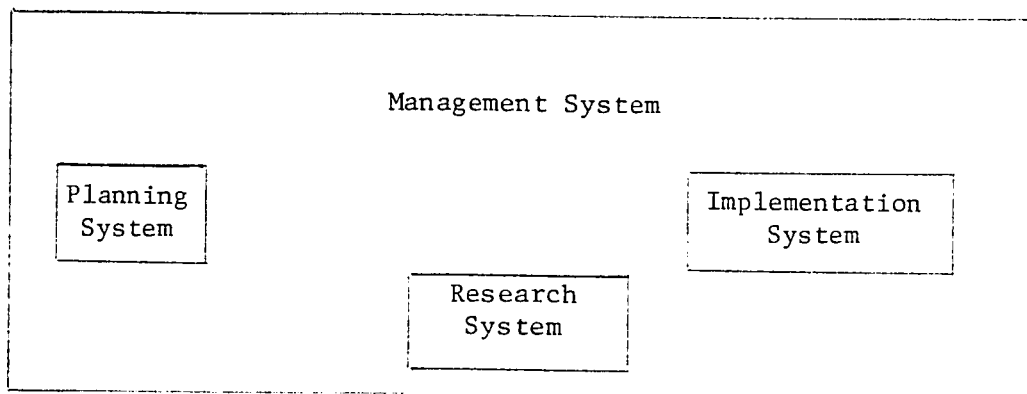 Management System
Planning
System
Implementation
System
Research
System